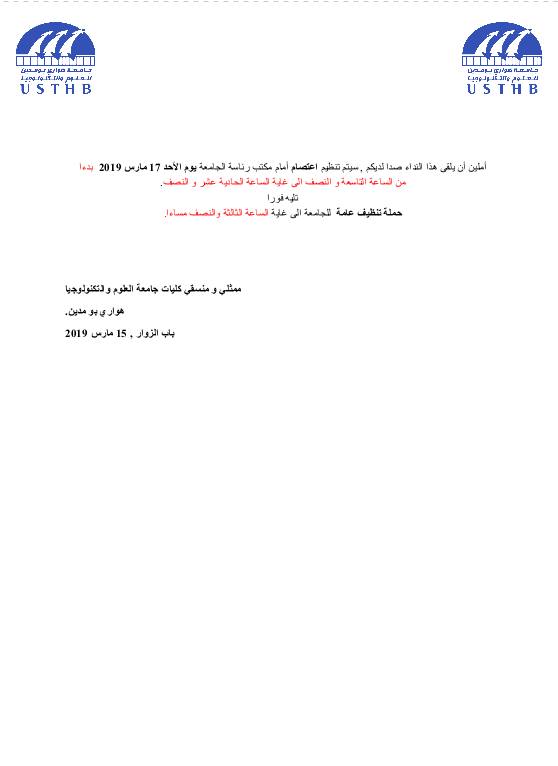 جامعة هواري بومدين
للعلوم والتكنولوجيا
USTHB
جامعة هواري بومدين
للعلوم والتكنولوجيا
USTHB
أملين أن يلقى هذا النداء صدا لديكم , سيتم تنظيم اعتصام أمام مكتب رئاسة الجامعة يوم الأحد 17 مارس 2019 بدءا
من الساعة التاسعة و النصف الى غاية الساعة الحادية عشر و النصف.
تليه فورا
حملة تنظيف عامة للجامعة الى غاية الساعة الثالثة والنصف مساءا.
ممثلي و منسقي كليات جامعة العلوم والتكنولوجيا
هواري بو مدين.
باب الزوار , 15 مارس 2019